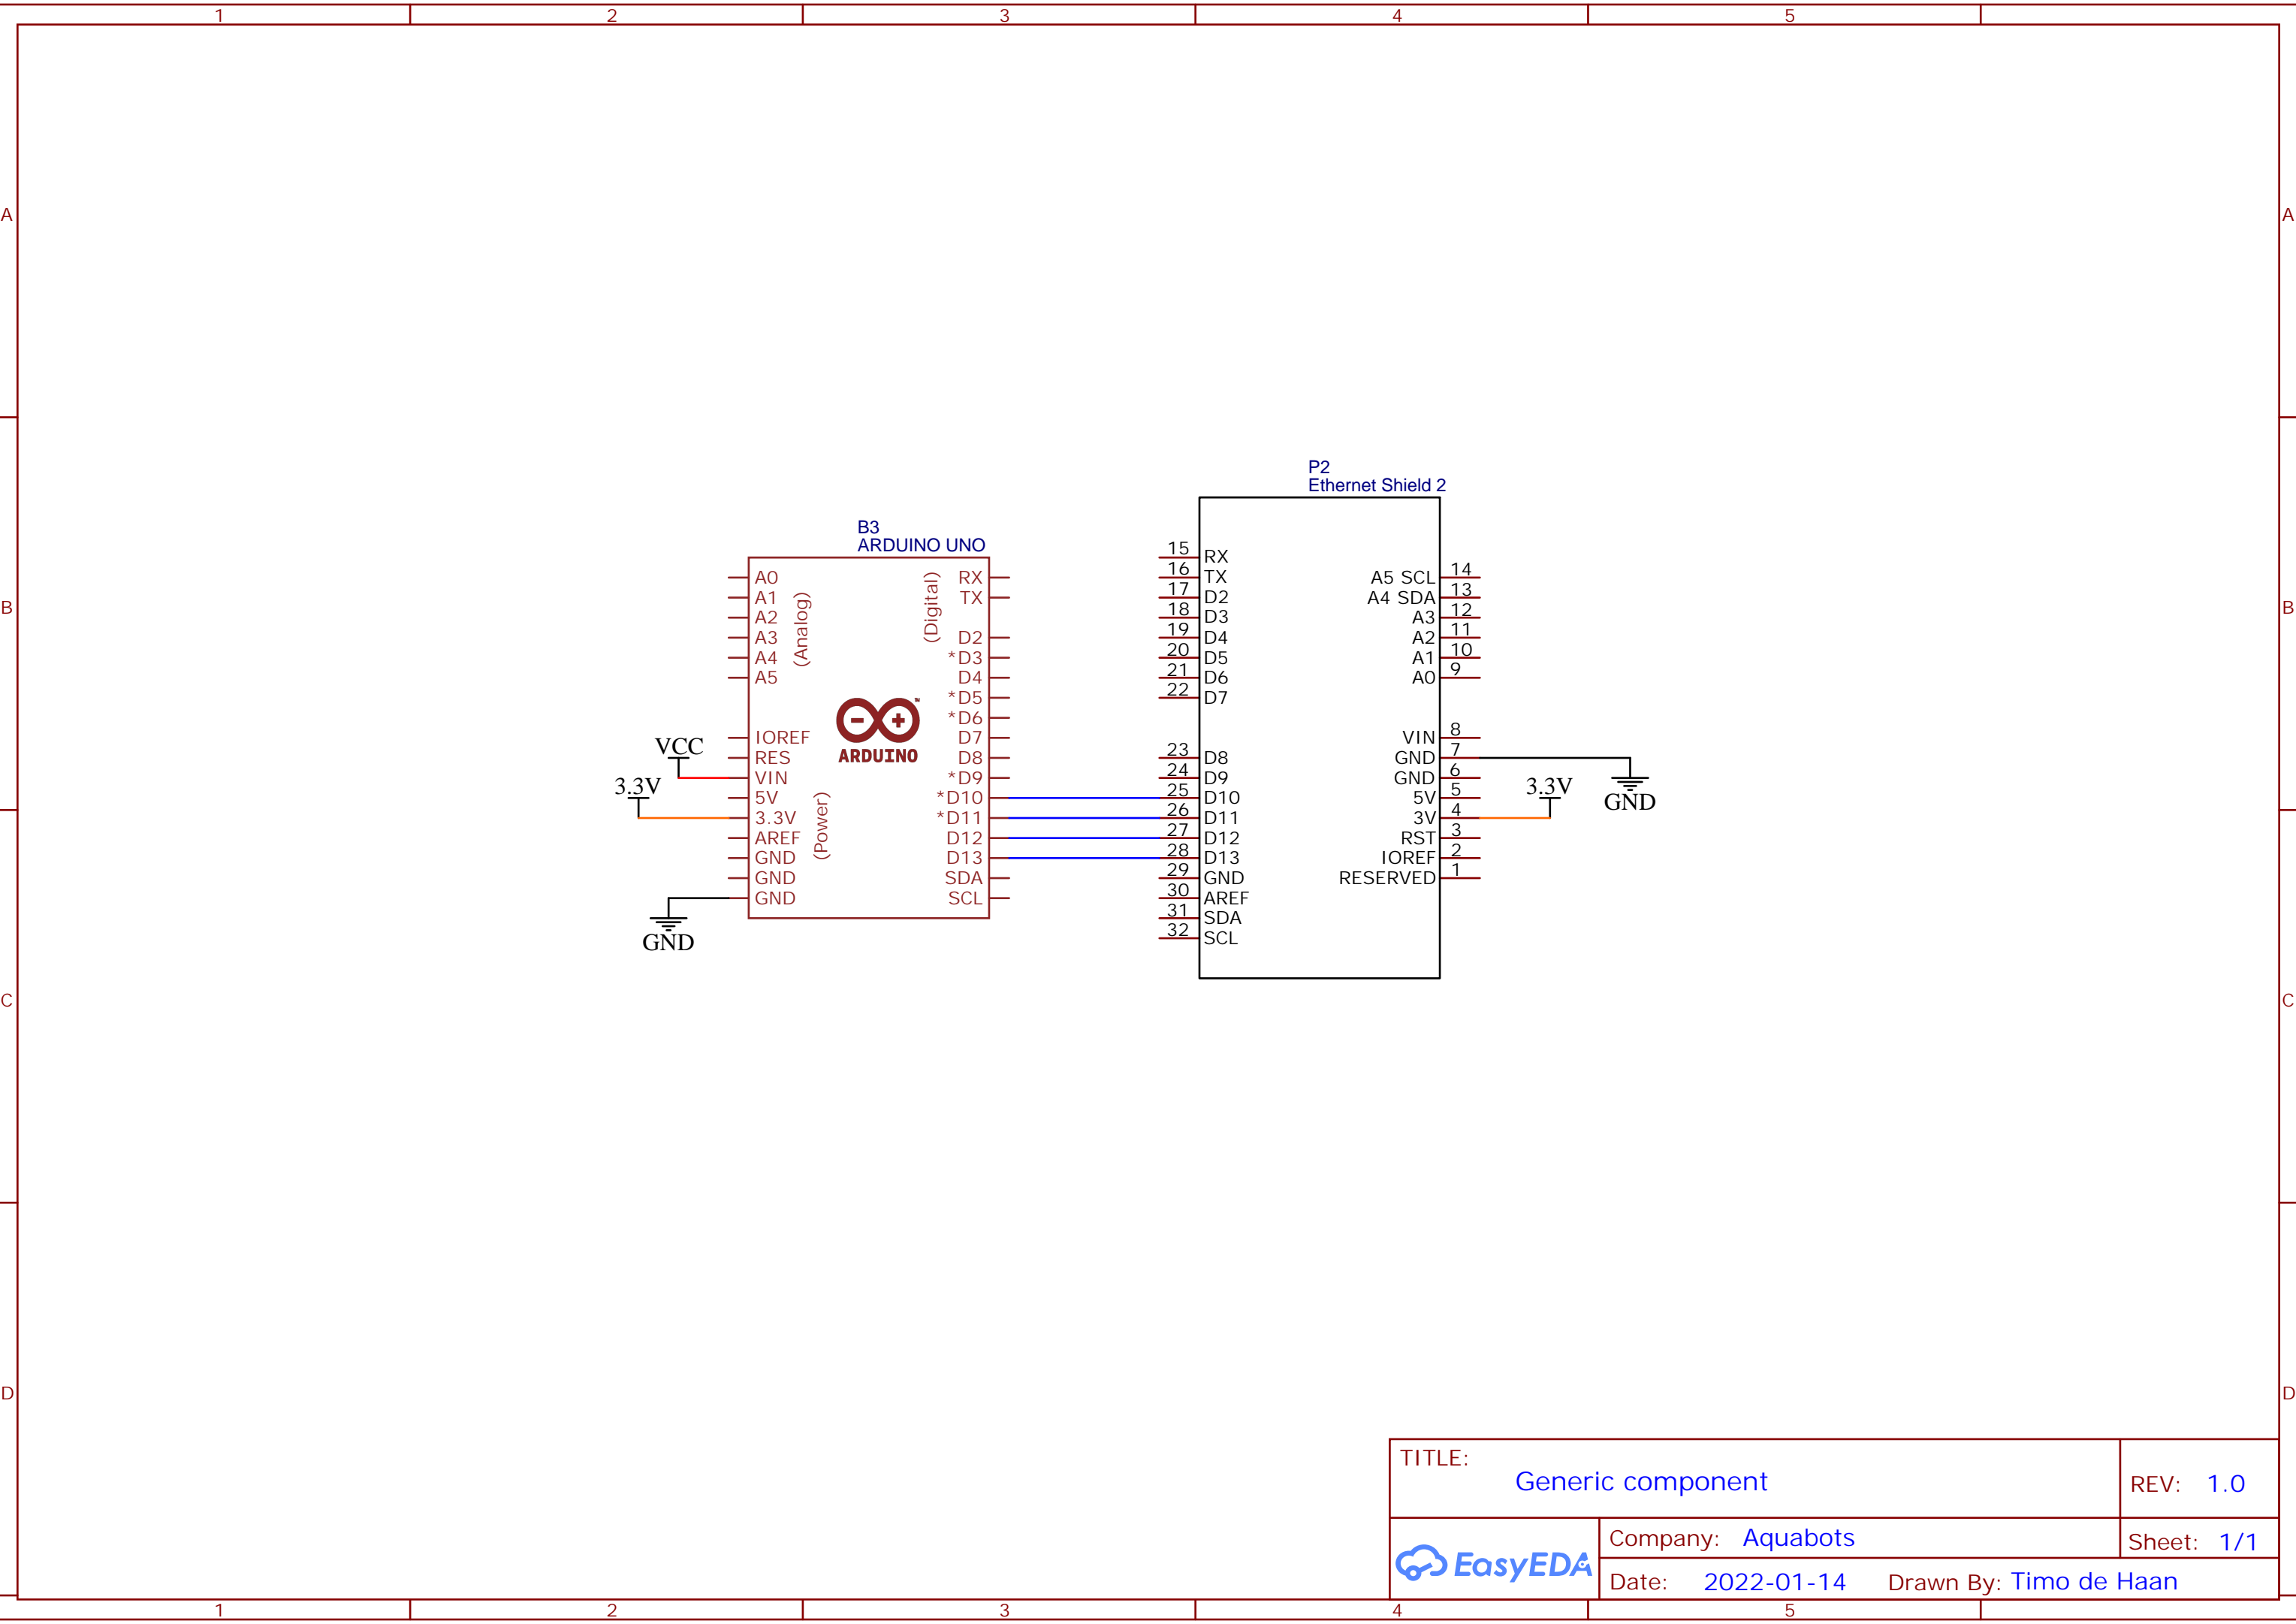 1 2 3 4 5
A A
B B
C C
D D
P2
Ethernet Shield 2
B3
ARDUINO UNO
A0
A1
A2
A3
A4
A5
(Analog)
IOREF
RES
VIN
5V
3.3V
AREF
GND
GND
GND
(Power)
(Digital)
RX
TX
D2
*D3
D4
*D5
*D6
D7
D8
*D9
*D10
*D11
D12
D13
SDA
SCL
ARDUINO
VCC
3.3V
GND
15 RX
16 TX
17 D2
18 D3
19 D4
20 D5
21 D6
22 D7
23 D8
24 D9
25 D10
26 D11
27 D12
28 D13
29 GND
30 AREF
31 SDA
32 SCL
A5 SCL 14
A4 SDA 13
A3 12
A2 11
A1 10
A0 9
VIN 8
GND 7
GND 6
5V 5
3V 4
RST 3
IOREF 2
RESERVED 1
3.3V
GND
TITLE:
Generic component
REV: 1.0
EasyEDA
Company: Aquabots
Sheet: 1/1
Date: 2022-01-14 Drawn By: Timo de Haan
1 2 3 4 5